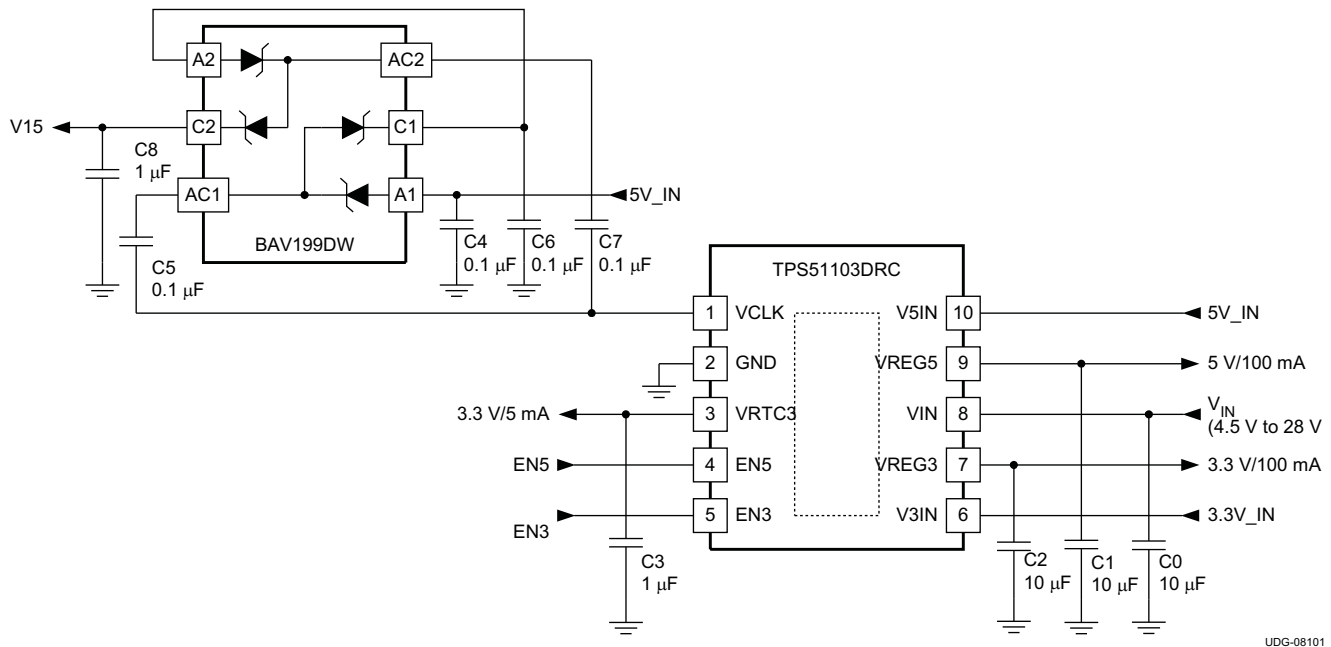 A2
AC2
C2
C1
V15
C8
1 μF
AC1
A1
5V_IN
BAV199DW
C5
0.1 μF
C4
0.1 μF
C6
0.1 μF
C7
0.1 μF
TPS51103DRC
1 VCLK
V5IN 10
5V_IN
2 GND
VREG5 9
5 V/100 mA
3.3 V/5 mA
3 VRTC3
VIN 8
VIN
(4.5 V to 28 V
EN5
4 EN5
VREG3 7
3.3 V/100 mA
EN3
5 EN3
V3IN 6
3.3V_IN
C3
1 μF
C2
10 μF
C1
10 μF
C0
10 μF
UDG-08101